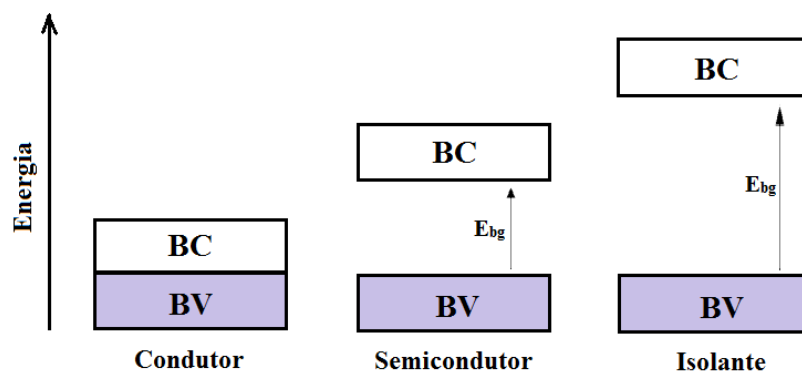 Energia
BC
BV
Condutor
BC
Ebg
BV
Semicondutor
BC
Ebg
BV
Isolante